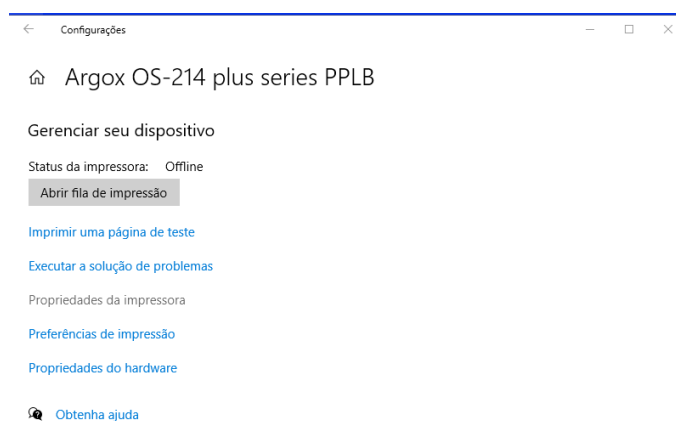 Configurações
Argox OS-214 plus series PPLB
Gerenciar seu dispositivo
Status da impressora: Offline
Abrir fila de impressão
Imprimir uma página de teste
Executar a solução de problemas
Propriedades da impressora
Preferências de impressão
Propriedades do hardware
Obtenha ajuda